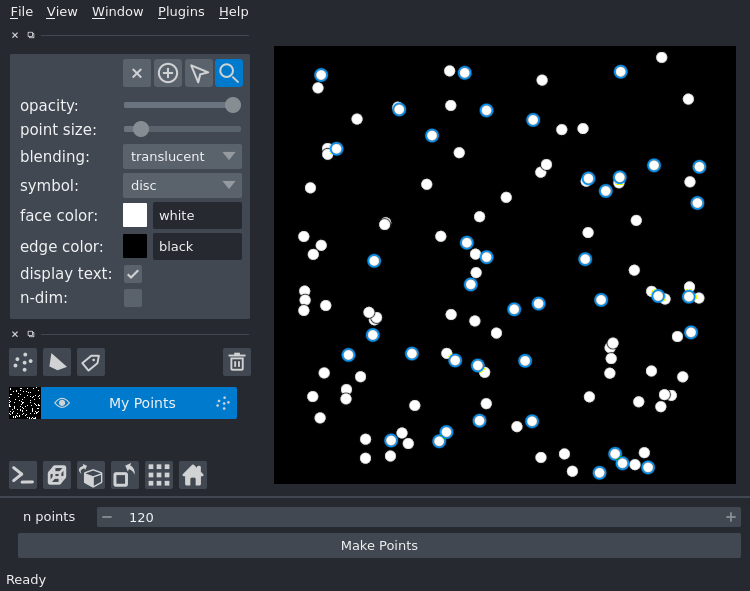 File View Window Plugins Help
opacity:
point size:
blending: translucent
symbol: disc
face color: white
edge color: black
display text:
n-dim:
My Points
n points 120
Make Points
Ready